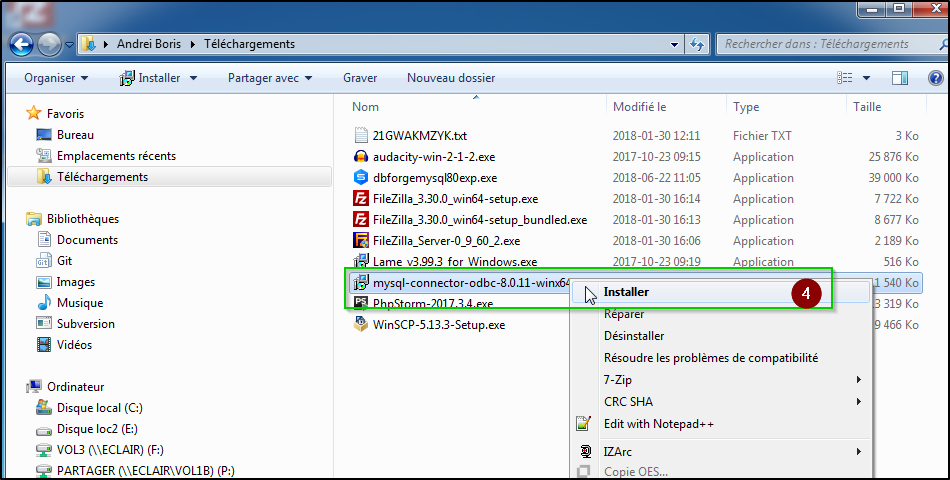 Andrei Boris Téléchargements
Rechercher dans : Téléchargements
Organiser Installer Partager avec Graver Nouveau dossier
Nom Modifié le Type Taille
Favoris
Bureau
Emplacements récents
Téléchargements
Bibliothèques
Documents
Git
Images
Musique
Subversion
Vidéos
Ordinateur
Disque local (C:)
Disque loc2 (E:)
VOL3 (\\ECLAIR) (F:)
PARTAGER (\\ECLAIR\VOL1B) (P:)
21GWAKMZYK.txt 2018-01-30 12:11 Fichier TXT 3 Ko
audacity-win-2-1-2.exe 2017-10-23 09:15 Application 25 876 Ko
dbforgemysql80exp.exe 2018-06-22 11:05 Application 39 000 Ko
FileZilla_3.30.0_win64-setup.exe 2018-01-30 16:14 Application 7 722 Ko
FileZilla_3.30.0_win64-setup_bundled.exe 2018-01-30 16:13 Application 8 677 Ko
FileZilla_Server-0_9_60_2.exe 2018-01-30 16:06 Application 2 189 Ko
Lame_v3.99.3_for_Windows.exe 2017-10-23 09:19 Application 516 Ko
mysql-connector-odbc-8.0.11-winx64 1 540 Ko
PhpStorm-2017.3.4.exe 3 319 Ko
WinSCP-5.13.3-Setup.exe 9 466 Ko
Installer
4
Réparer
Désinstaller
Résoudre les problèmes de compatibilité
7-Zip
CRC SHA
Edit with Notepad++
IZArc
Copie OES...